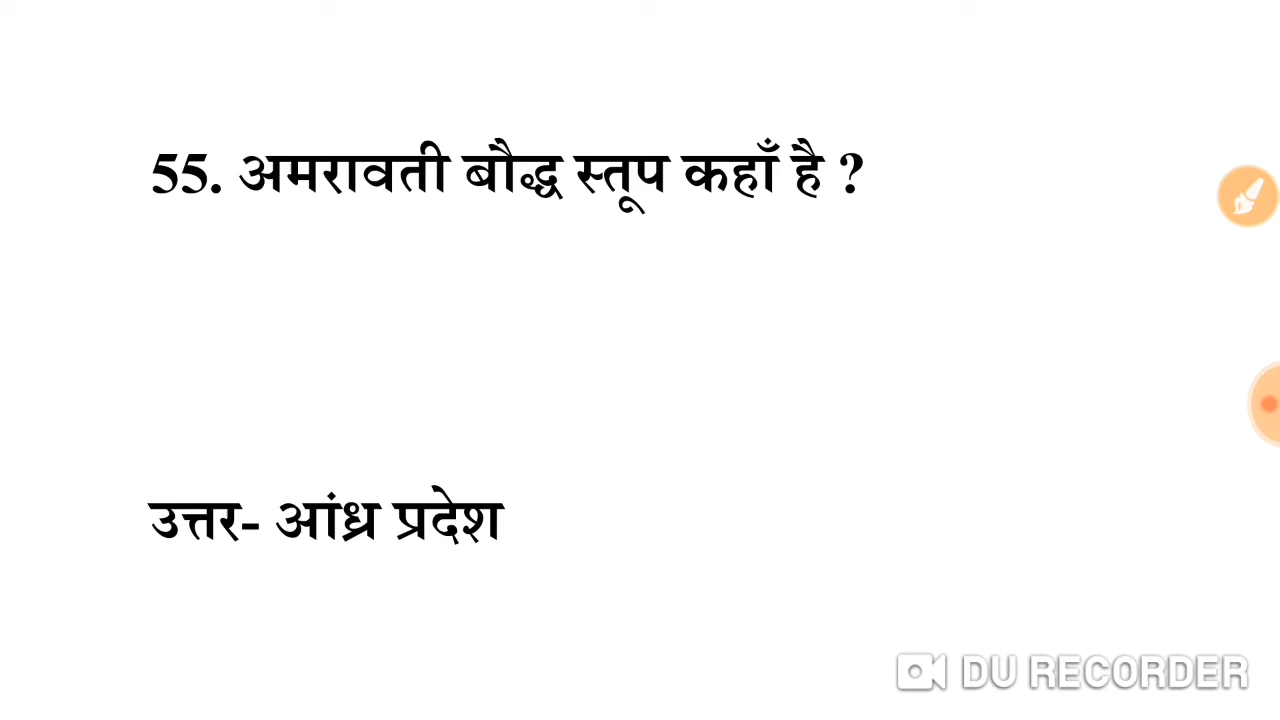 55. अमरावती बौद्ध स्तूप कहाँ है ?
उत्तर- आंध्र प्रदेश
DU RECORDER